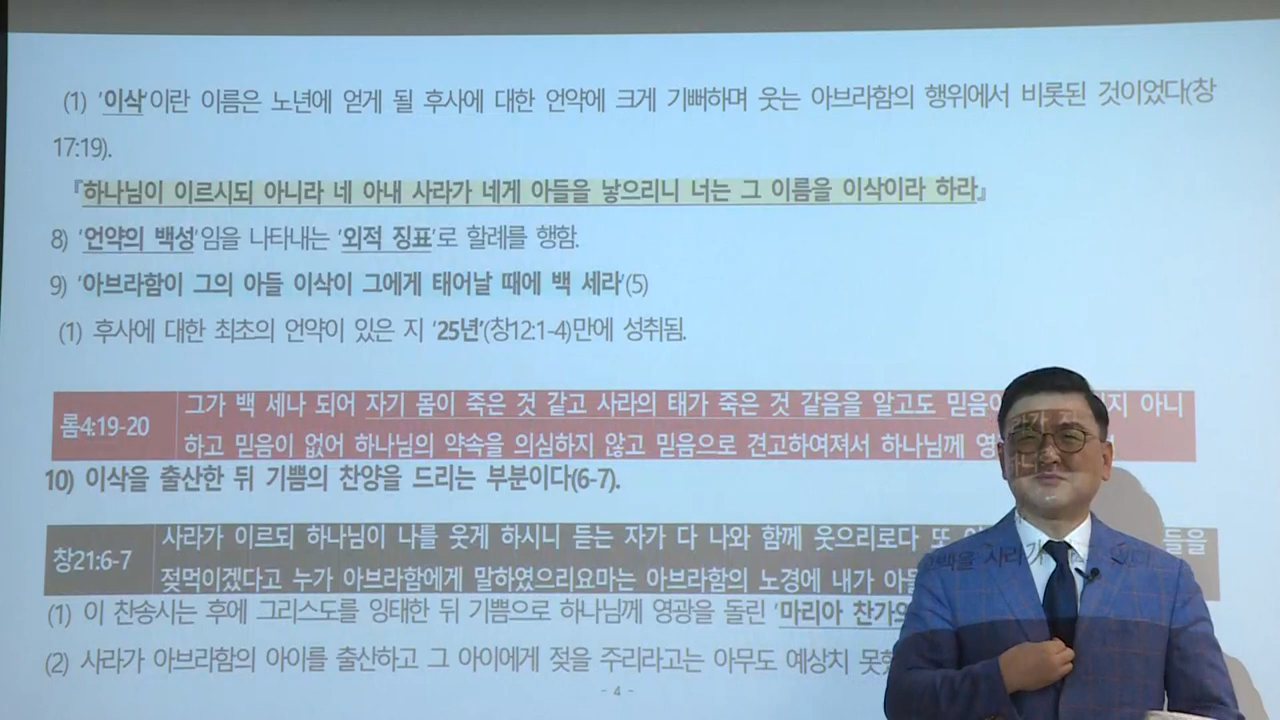 (1) '이삭'이란 이름은 노년에 얻게 될 후사에 대한 언약에 크게 기뻐하며 웃는 아브라함의 행위에서 비롯된 것이었다(창
17:19).
『하나님이 이르시되 아니라 네 아내 사라가 네게 아들을 낳으리니 너는 그 이름을 이삭이라 하라』
8) '언약의 백성'임을 나타내는 '외적 징표'로 할례를 행함.
9) '아브라함이 그의 아들 이삭이 그에게 태어날 때에 백 세라'(5)
(1) 후사에 대한 최초의 언약이 있은 지 '25년'(창12:1-4)만에 성취됨.
롬4:19-20
그가 백 세나 되어 자기 몸이 죽은 것 같고 사라의 태가 죽은 것 같음을 알고도 믿음이 지 아니
하고 믿음이 없어 하나님의 약속을 의심하지 않고 믿음으로 견고하여져서 하나님께 영
10) 이삭을 출산한 뒤 기쁨의 찬양을 드리는 부분이다(6-7).
창21:6-7
사라가 이르되 하나님이 나를 웃게 하시니 듣는 자가 다 나와 함께 웃으리로다 또 들을
젖먹이겠다고 누가 아브라함에게 말하였으리요마는 아브라함의 노경에 내가
(1) 이 찬송시는 후에 그리스도를 잉태한 뒤 기쁨으로 하나님께 영광을 돌린 '마리아 찬가의
(2) 사라가 아브라함의 아이를 출산하고 그 아이에게 젖을 주리라고는 아무도 예상치
- 4 -